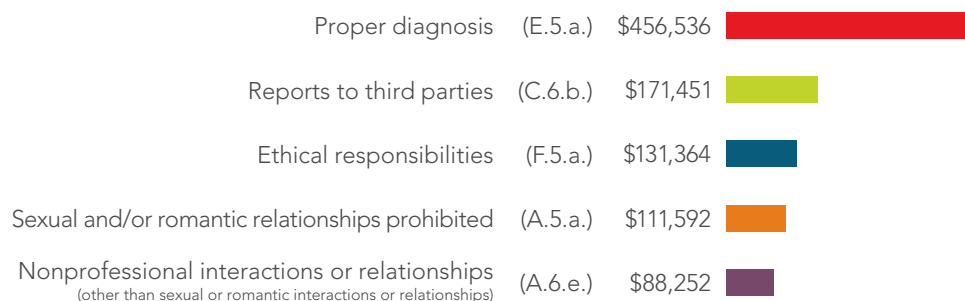 Proper diagnosis (E.5.a.) $456,536
Reports to third parties (C.6.b.) $171,451
Ethical responsibilities (F.5.a.) $131,364
Sexual and/or romantic relationships prohibited (A.5.a.) $111,592
Nonprofessional interactions or relationships (A.6.e.) $88,252
(other than sexual or romantic interactions or relationships)